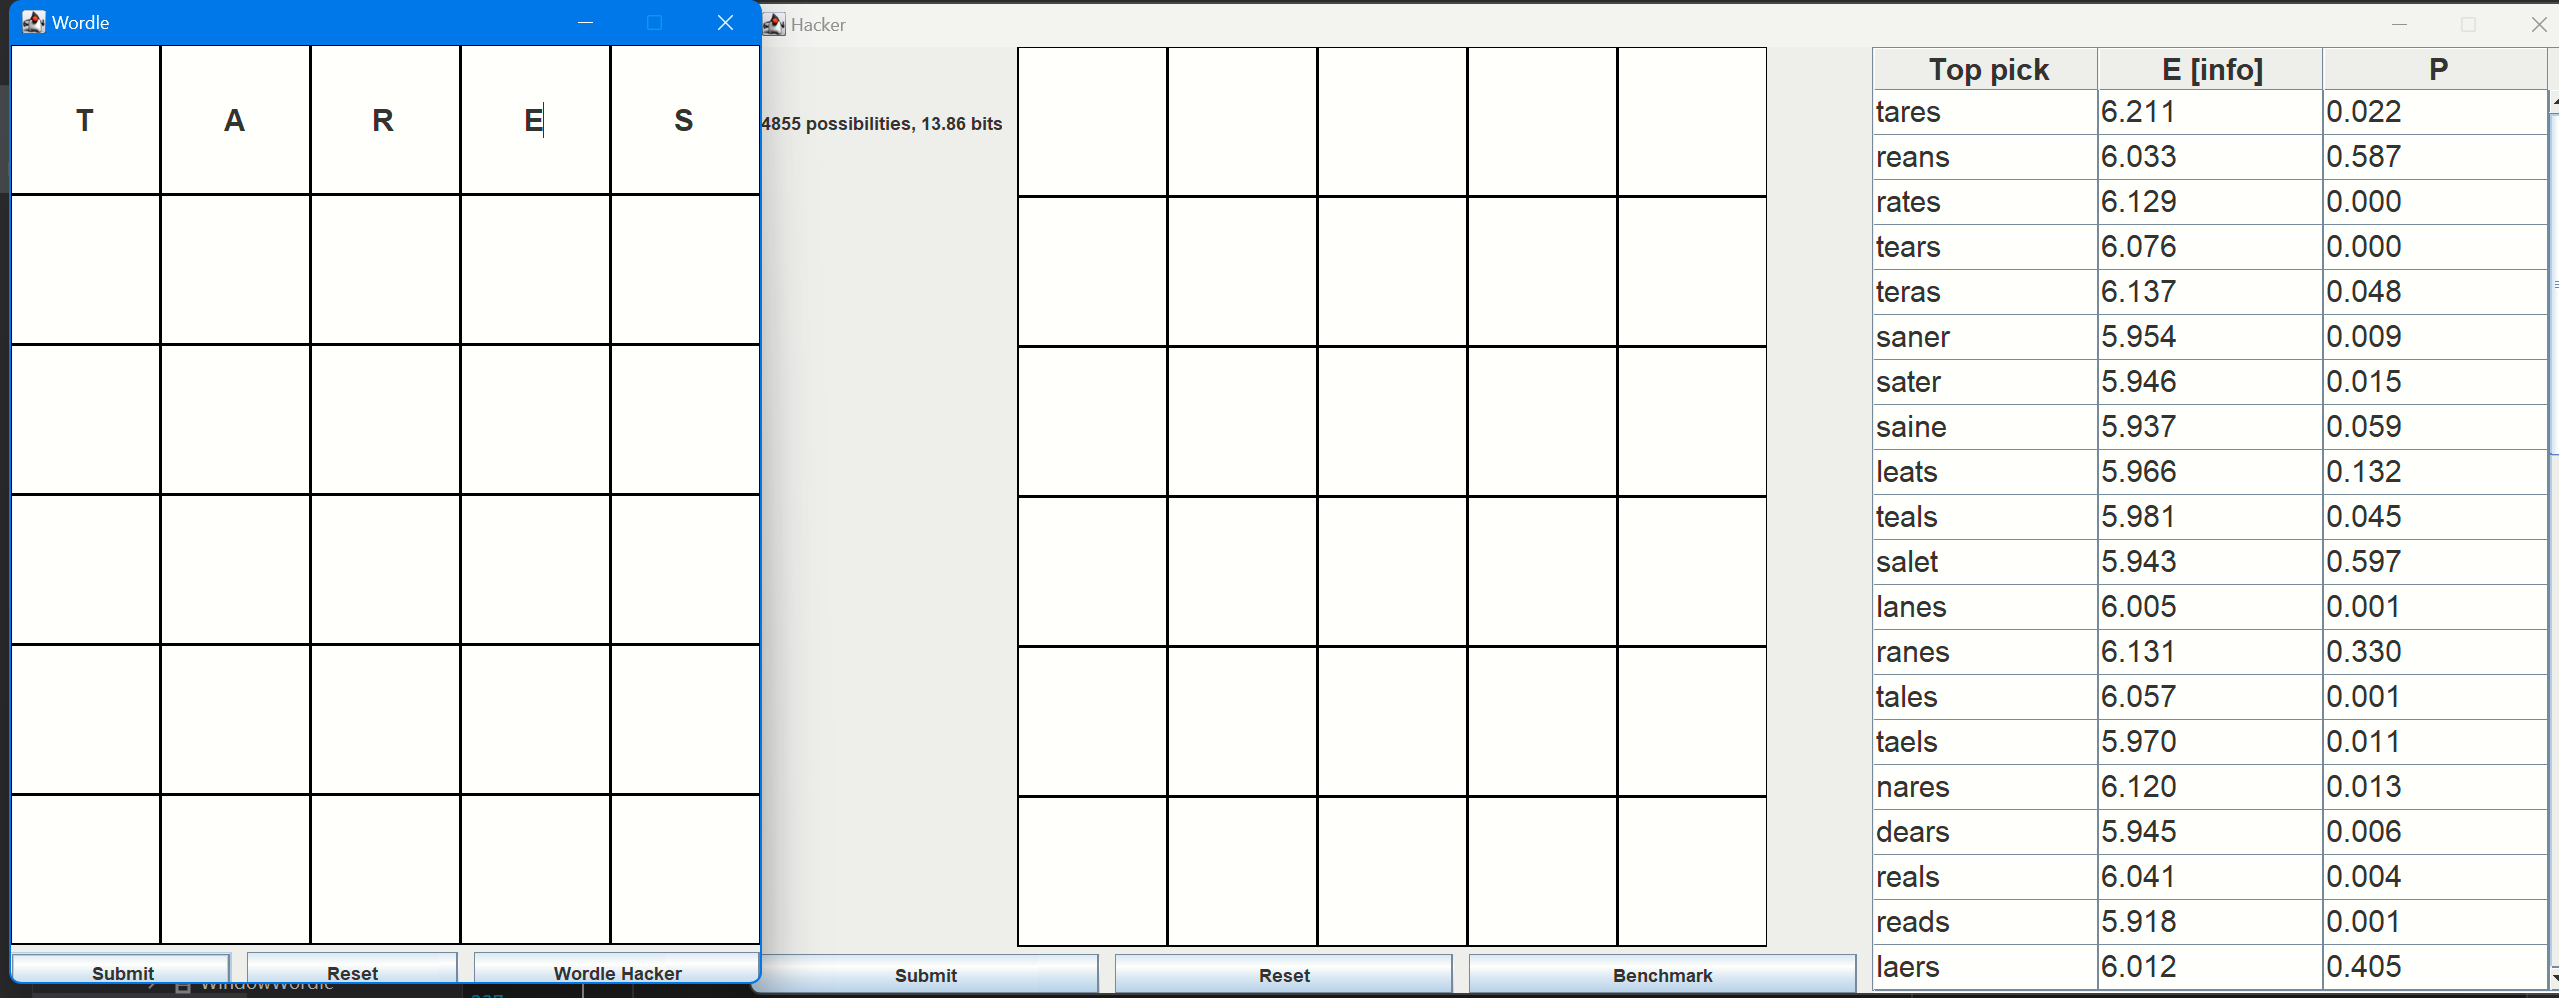 Wordle
Hacker
T A R E S
4855 possibilities, 13.86 bits
Top pick E [info] P
tares 6.211 0.022
reans 6.033 0.587
rates 6.129 0.000
tears 6.076 0.000
teras 6.137 0.048
saner 5.954 0.009
sater 5.946 0.015
saine 5.937 0.059
leats 5.966 0.132
teals 5.981 0.045
salet 5.943 0.597
lanes 6.005 0.001
ranes 6.131 0.330
tales 6.057 0.001
taels 5.970 0.011
nares 6.120 0.013
dears 5.945 0.006
reals 6.041 0.004
reads 5.918 0.001
laers 6.012 0.405
Submit Reset Wordle Hacker
Submit Reset Benchmark
WindowWordle